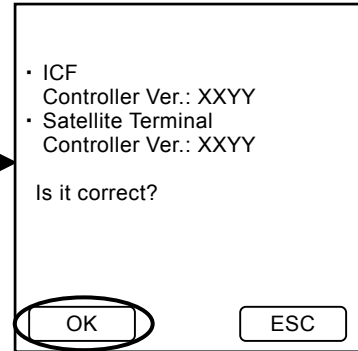 · ICF
Controller Ver.: XXYY
· Satellite Terminal
Controller Ver.: XXYY
Is it correct?
OK
ESC